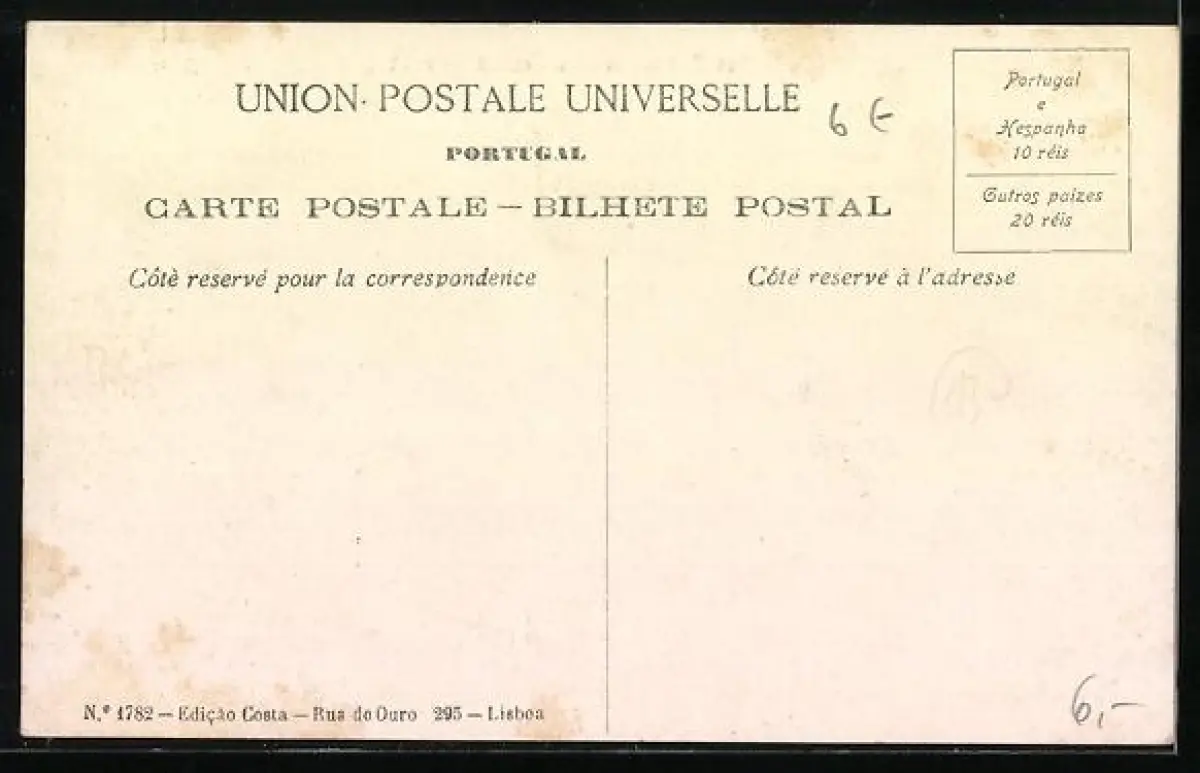 UNION POSTALE UNIVERSELLE
PORTUGAL
CARTE POSTALE — BILHETE POSTAL
6 €
Portugal
e
Hespanha
10 réis
Outros paizes
20 réis
Côtè reservé pour la correspondence
Côté reservé à l'adresse
N.º 1782 — Edição Costa — Rua do Ouro 295 — Lisboa
6,-